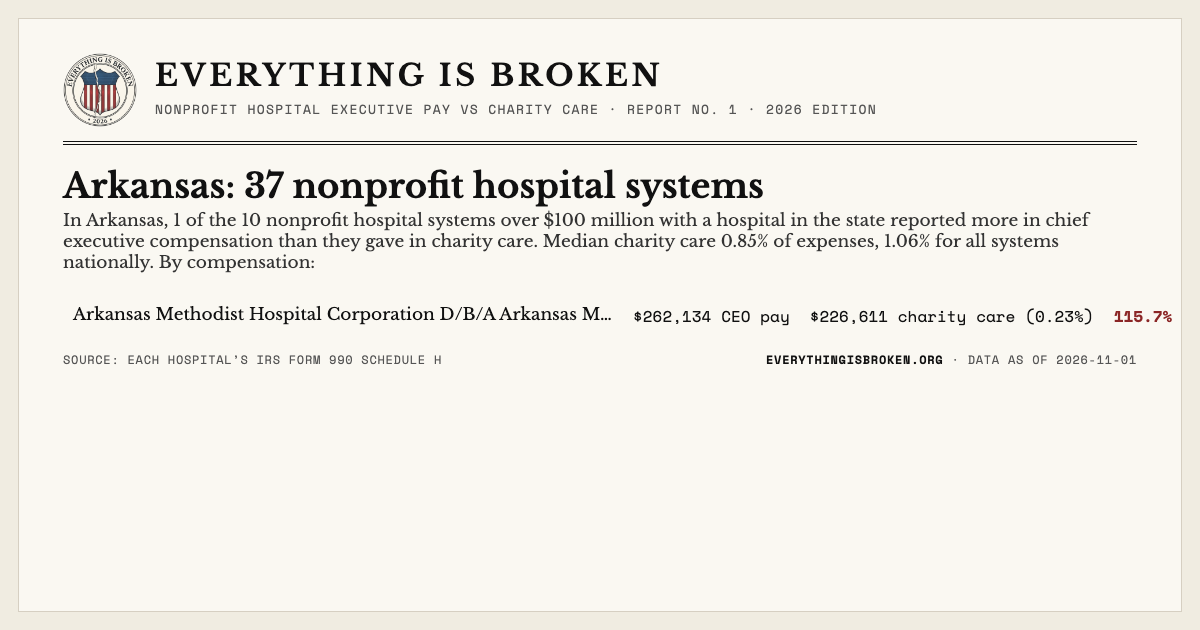 EVERYTHING IS BROKEN
2026
EVERYTHING IS BROKEN
NONPROFIT HOSPITAL EXECUTIVE PAY VS CHARITY CARE · REPORT NO. 1 · 2026 EDITION
Arkansas: 37 nonprofit hospital systems
In Arkansas, 1 of the 10 nonprofit hospital systems over $100 million with a hospital in the state reported more in chief
executive compensation than they gave in charity care. Median charity care 0.85% of expenses, 1.06% for all systems
nationally. By compensation:
Arkansas Methodist Hospital Corporation D/B/A Arkansas M… $262,134 CEO pay $226,611 charity care (0.23%) 115.7%
SOURCE: EACH HOSPITAL’S IRS FORM 990 SCHEDULE H EVERYTHINGISBROKEN.ORG · DATA AS OF 2026-11-01